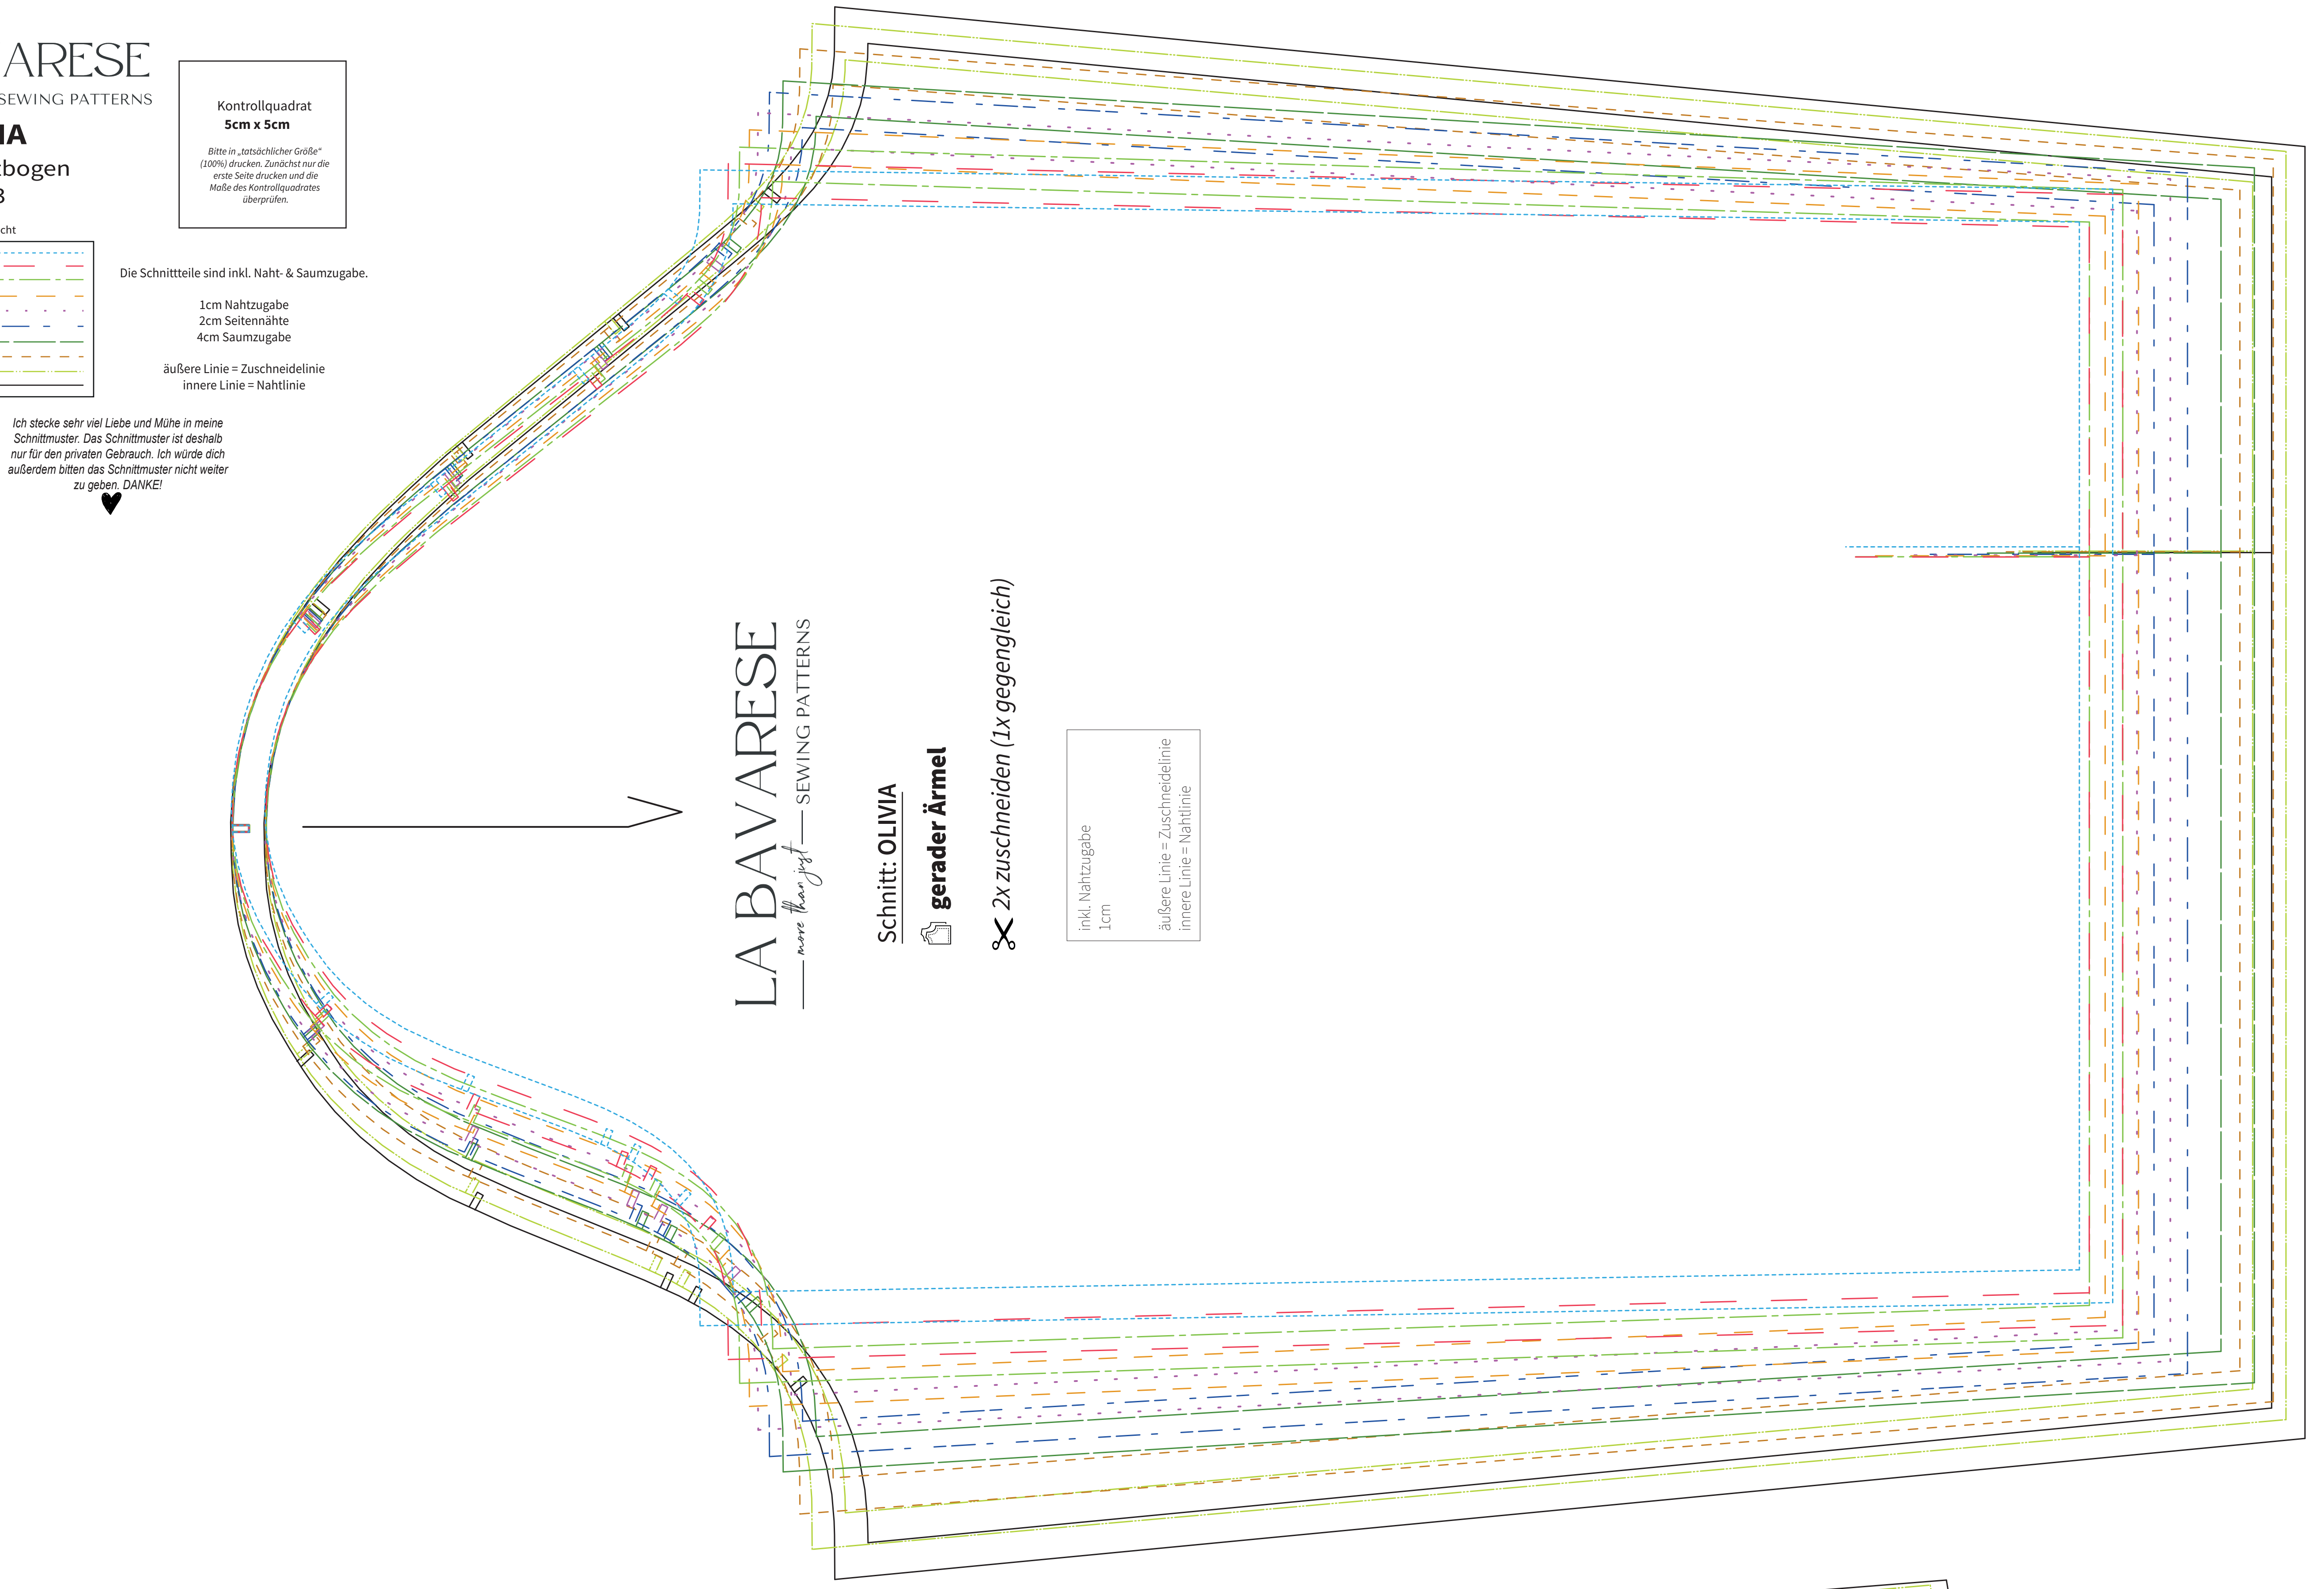 ARESE
SEWING PATTERNS
IA
tbogen
3
cht
Kontrollquadrat
5cm x 5cm
Bitte in „tatsächlicher Größe“
(100%) drucken. Zunächst nur die
erste Seite drucken und die
Maße des Kontrollquadrates
überprüfen.
Die Schnittteile sind inkl. Naht- & Saumzugabe.
1cm Nahtzugabe
2cm Seitennähte
4cm Saumzugabe
äußere Linie = Zuschneidelinie
innere Linie = Nahtlinie
Ich stecke sehr viel Liebe und Mühe in meine
Schnittmuster. Das Schnittmuster ist deshalb
nur für den privaten Gebrauch. Ich würde dich
außerdem bitten das Schnittmuster nicht weiter
zu geben. DANKE!
LA BAVARESE
more than just SEWING PATTERNS
Schnitt: OLIVIA
gerader Ärmel
2x zuschneiden (1x gegengleich)
inkl. Nahtzugabe
1cm
äußere Linie = Zuschneidelinie
innere Linie = Nahtlinie